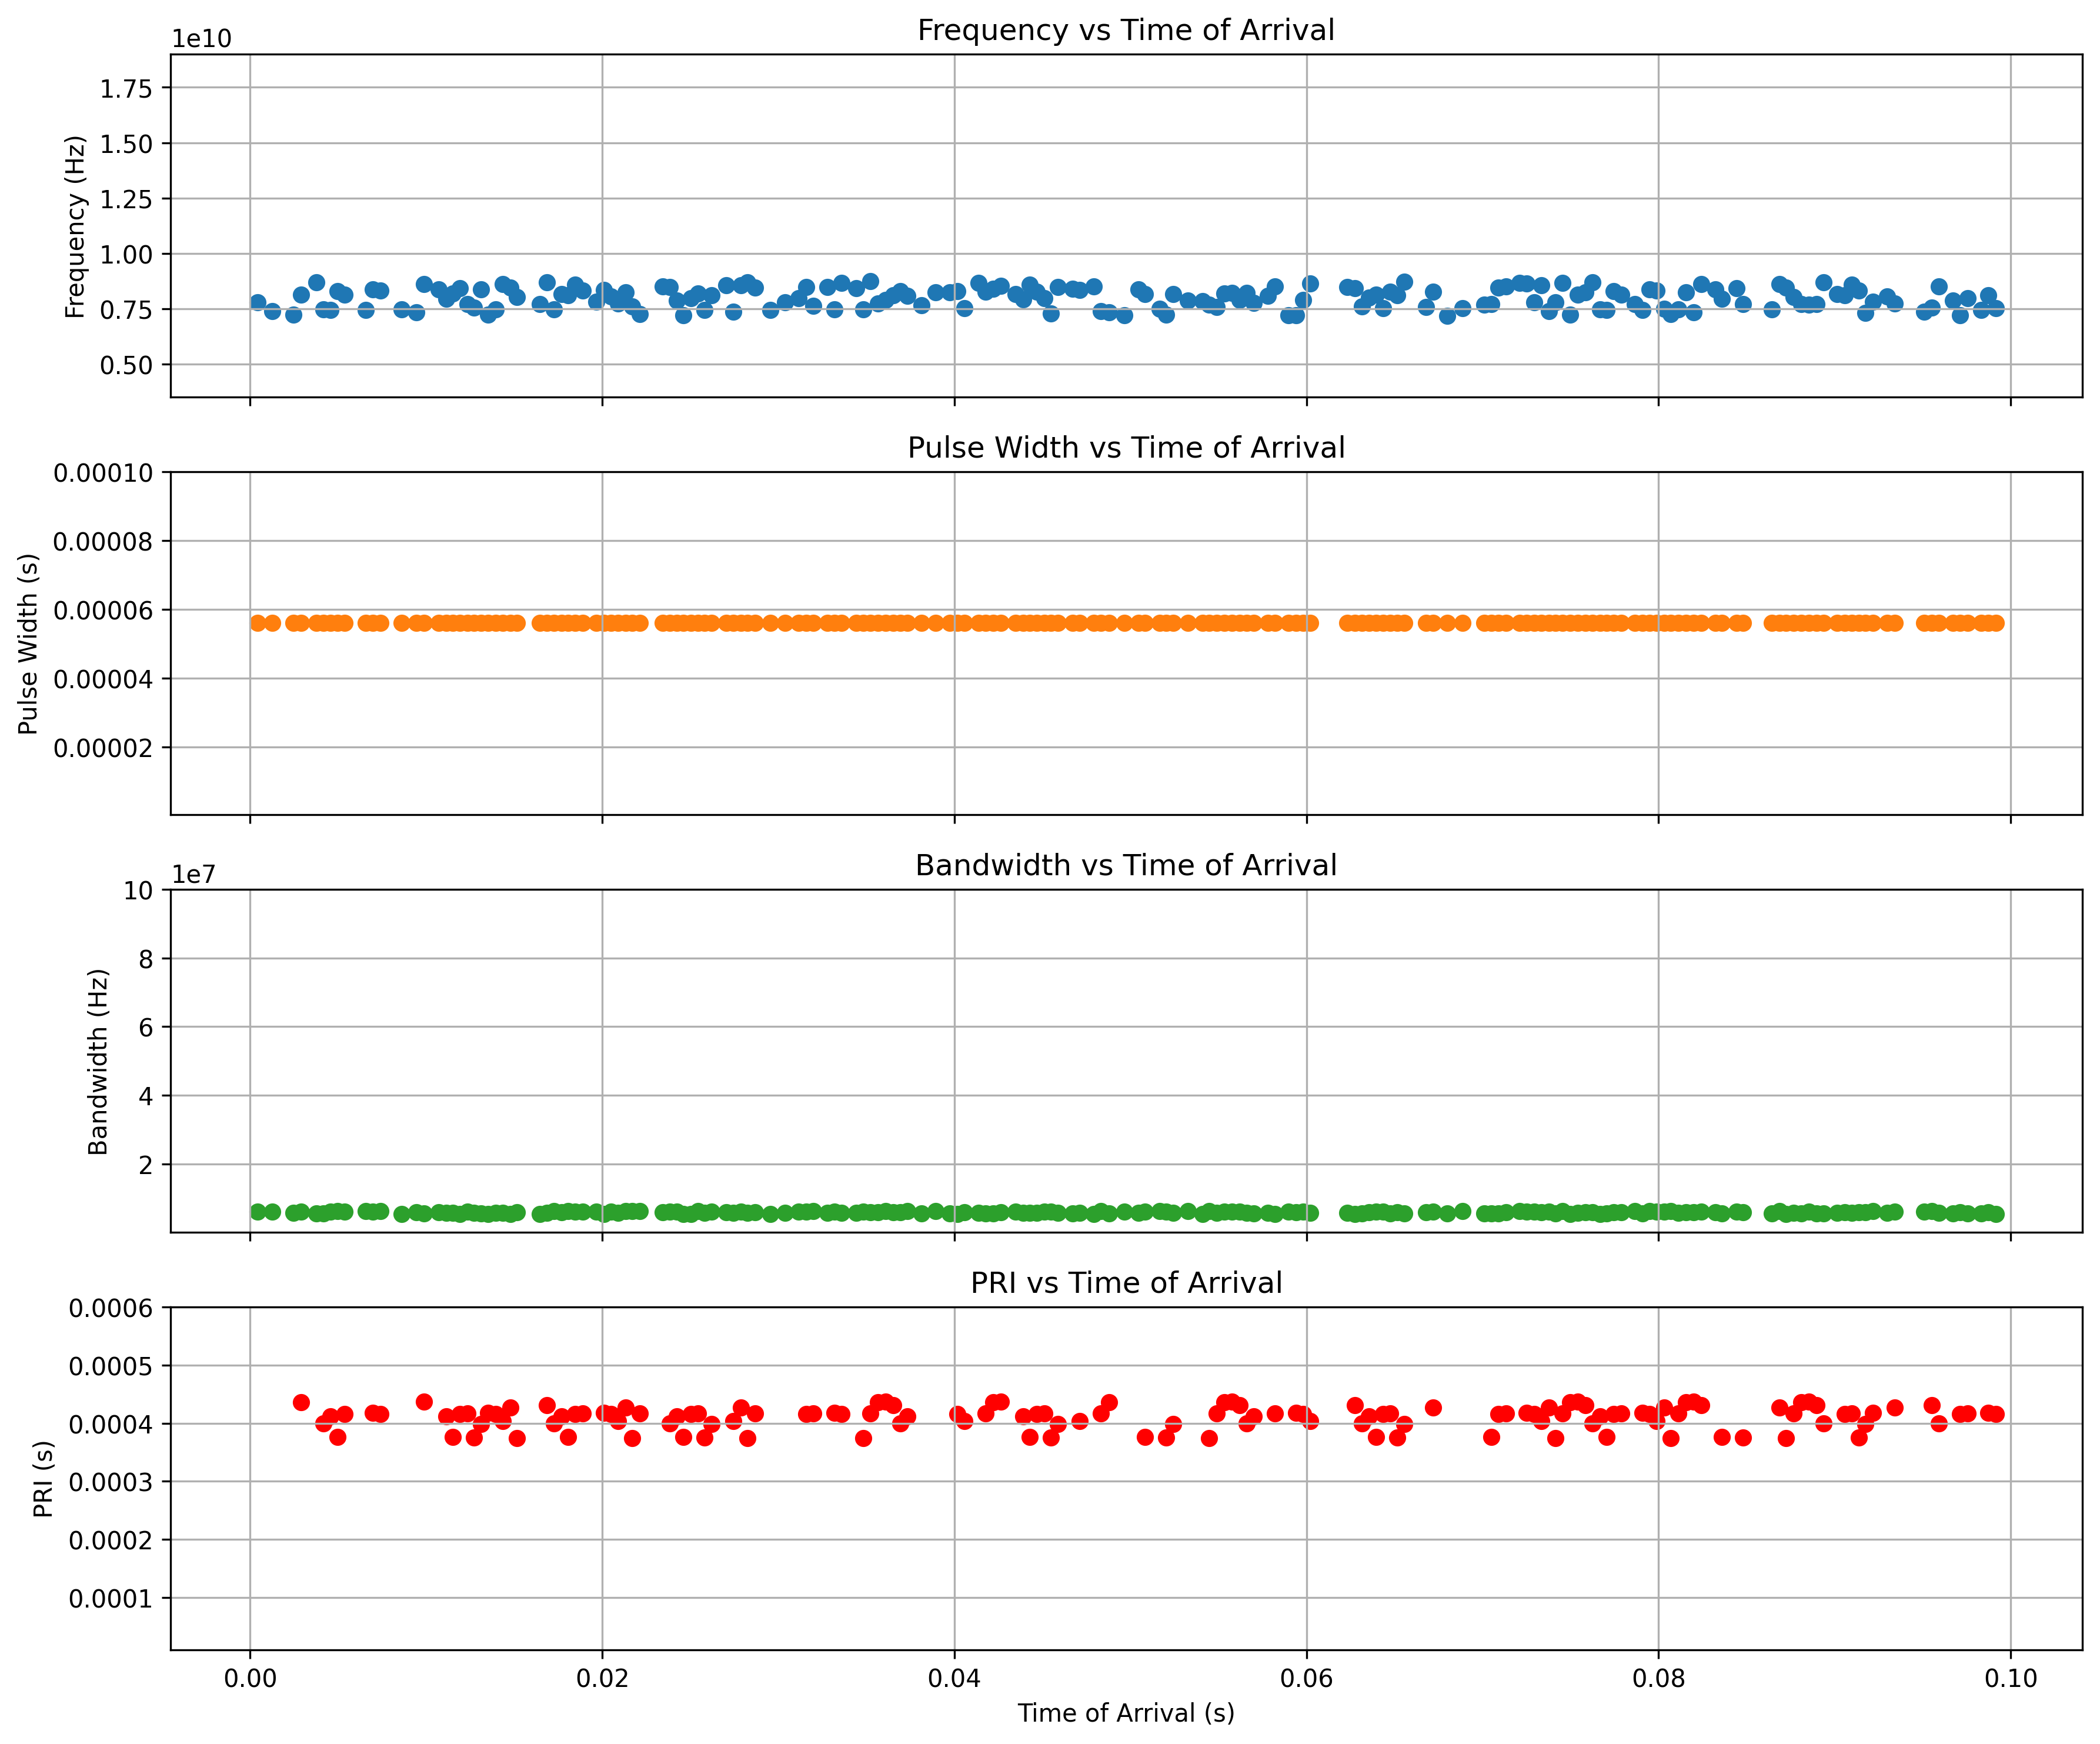 Frequency vs Time of Arrival
1e10
1.75
1.50
1.25
1.00
0.75
0.50
Frequency (Hz)
Pulse Width vs Time of Arrival
0.00010
0.00008
0.00006
0.00004
0.00002
Pulse Width (s)
Bandwidth vs Time of Arrival
1e7
10
8
6
4
2
Bandwidth (Hz)
PRI vs Time of Arrival
0.0006
0.0005
0.0004
0.0003
0.0002
0.0001
PRI (s)
0.00 0.02 0.04 0.06 0.08 0.10
Time of Arrival (s)